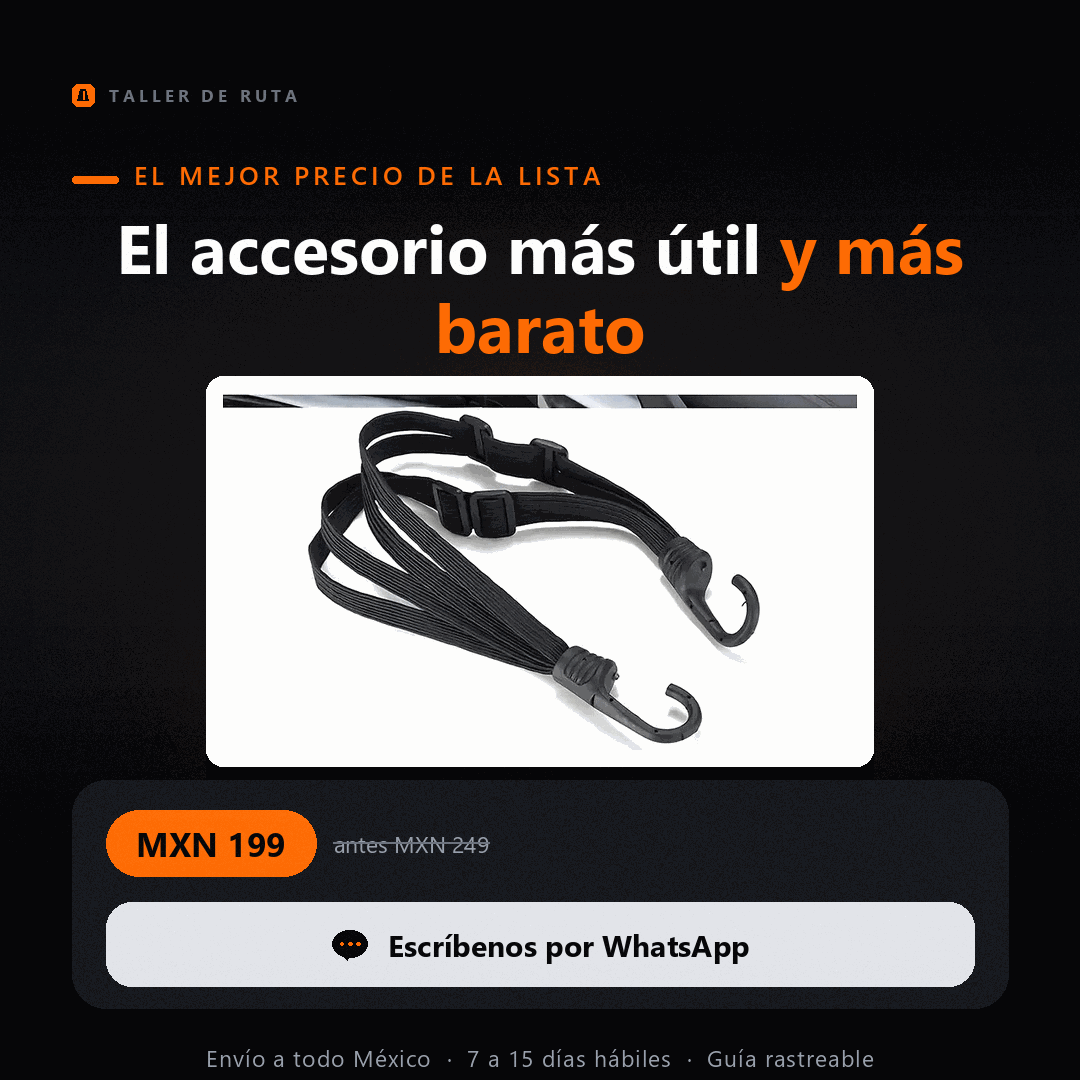 TALLER DE RUTA
EL MEJOR PRECIO DE LA LISTA
El accesorio más útil y más
barato
MXN 199
antes MXN 249
Escríbenos por WhatsApp
Envío a todo México · 7 a 15 días hábiles · Guía rastreable